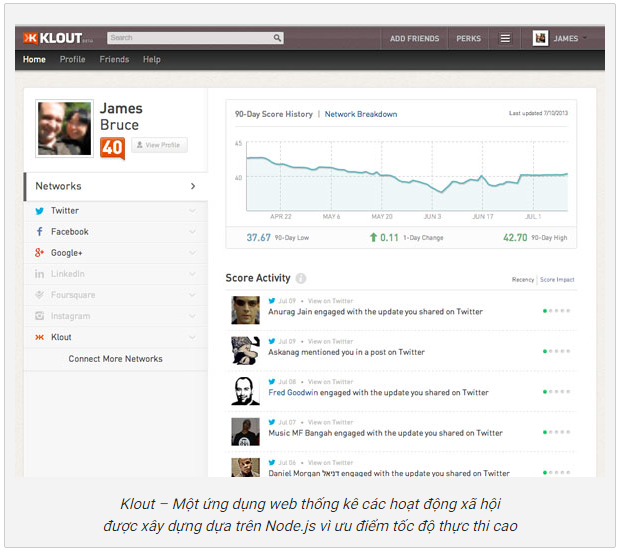 KLOUT BETA
Search
ADD FRIENDS
PERKS
JAMES
Home Profile Friends Help
James
Bruce
40
View Profile
Networks
Twitter
Facebook
Google+
LinkedIn
Foursquare
Instagram
Klout
Connect More Networks
90-Day Score History | Network Breakdown
Last updated 7/10/2013
45
40
APR 22 MAY 6 MAY 20 JUN 3 JUN 17 JUL 1
37.67 90-Day Low
0.11 1-Day Change
42.70 90-Day High
Score Activity
Recency | Score Impact
Jul 09 • View on Twitter
Anurag Jain engaged with the update you shared on Twitter
Jul 09 • View on Twitter
Askanag mentioned you in a post on Twitter
Jul 08 • View on Twitter
Fred Goodwin engaged with the update you shared on Twitter
Jul 07 • View on Twitter
Music MF Bangah engaged with the update you shared on Twitter
Jul 06 • View on Twitter
Daniel Morgan דניאל engaged with the update you shared on Twitter
Klout – Một ứng dụng web thống kê các hoạt động xã hội
được xây dựng dựa trên Node.js vì ưu điểm tốc độ thực thi cao